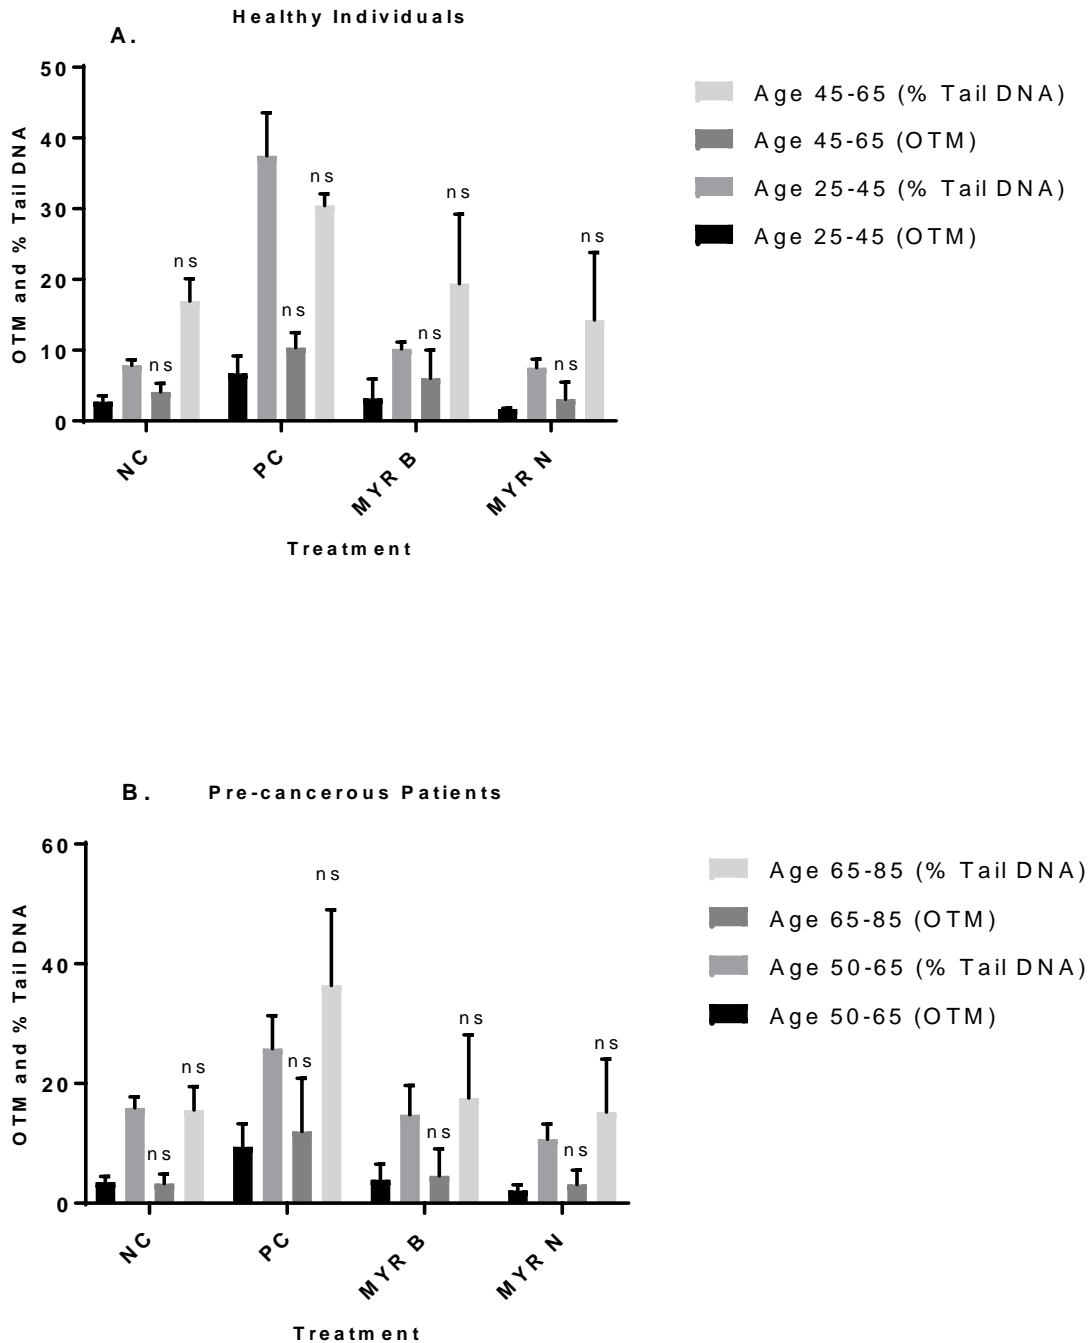 Healthy Individuals
A.
50
40
30
20
10
0
OTM and % Tail DNA
ns
ns
ns
ns
ns
ns
ns
ns
NC
PC
MYR B
MYR N
Treatment
Age 45-65 (% Tail DNA)
Age 45-65 (OTM)
Age 25-45 (% Tail DNA)
Age 25-45 (OTM)
B. Pre-cancerous Patients
60
40
20
0
OTM and % Tail DNA
ns
ns
ns
ns
ns
ns
ns
ns
NC
PC
MYR B
MYR N
Treatment
Age 65-85 (% Tail DNA)
Age 65-85 (OTM)
Age 50-65 (% Tail DNA)
Age 50-65 (OTM)